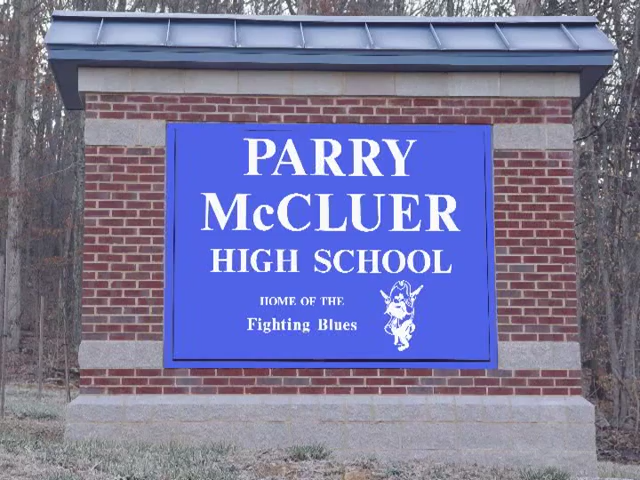 PARRY
McCLUER
HIGH SCHOOL
HOME OF THE
Fighting Blues